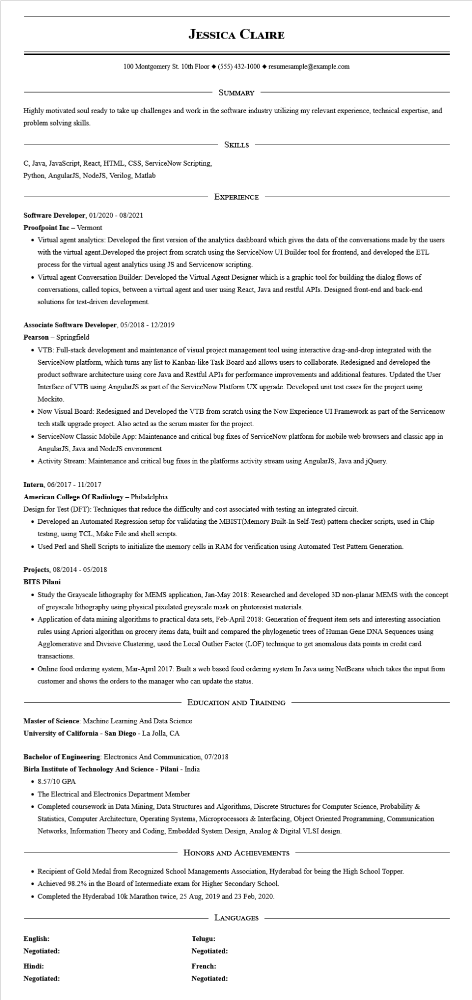 Jessica Claire
100 Montgomery St. 10th Floor ◆ (555) 432-1000 ◆ resumesample@example.com
Summary
Highly motivated soul ready to take up challenges and work in the software industry utilizing my relevant experience, technical expertise, and
problem solving skills.
Skills
C, Java, JavaScript, React, HTML, CSS, ServiceNow Scripting,
Python, AngularJS, NodeJS, Verilog, Matlab
Experience
Software Developer, 01/2020 - 08/2021
Proofpoint Inc – Vermont
• Virtual agent analytics: Developed the first version of the analytics dashboard which gives the data of the conversations made by the users
with the virtual agent.Developed the project from scratch using the ServiceNow UI Builder tool for frontend, and developed the ETL
process for the virtual agent analytics using JS and Servicenow scripting.
• Virtual agent Conversation Builder: Developed the Virtual Agent Designer which is a graphic tool for building the dialog flows of
conversations, called topics, between a virtual agent and user using React, Java and restful APIs. Designed front-end and back-end
solutions for test-driven development.
Associate Software Developer, 05/2018 - 12/2019
Pearson – Springfield
• VTB: Full-stack development and maintenance of visual project management tool using interactive drag-and-drop integrated with the
ServiceNow platform, which turns any list to Kanban-like Task Board and allows users to collaborate. Redesigned and developed the
product software architecture using core Java and Restful APIs for performance improvements and additional features. Updated the User
Interface of VTB using AngularJS as part of the ServiceNow Platform UX upgrade. Developed unit test cases for the project using
Mockito.
• Now Visual Board: Redesigned and Developed the VTB from scratch using the Now Experience UI Framework as part of the Servicenow
tech stalk upgrade project. Also acted as the scrum master for the project.
• ServiceNow Classic Mobile App: Maintenance and critical bug fixes of ServiceNow platform for mobile web browsers and classic app in
AngularJS, Java and NodeJS environment
• Activity Stream: Maintenance and critical bug fixes in the platforms activity stream using AngularJS, Java and jQuery.
Intern, 06/2017 - 11/2017
American College Of Radiology – Philadelphia
Design for Test (DFT): Techniques that reduce the difficulty and cost associated with testing an integrated circuit.
• Developed an Automated Regression setup for validating the MBIST(Memory Built-In Self-Test) pattern checker scripts, used in Chip
testing, using TCL, Make File and shell scripts.
• Used Perl and Shell Scripts to initialize the memory cells in RAM for verification using Automated Test Pattern Generation.
Projects, 08/2014 - 05/2018
BITS Pilani
• Study the Grayscale lithography for MEMS application, Jan-May 2018: Researched and developed 3D non-planar MEMS with the concept
of greyscale lithography using physical pixelated greyscale mask on photoresist materials.
• Application of data mining algorithms to practical data sets, Feb-April 2018: Generation of frequent item sets and interesting association
rules using Apriori algorithm on grocery items data, built and compared the phylogenetic trees of Human Gene DNA Sequences using
Agglomerative and Divisive Clustering, used the Local Outlier Factor (LOF) technique to get anomalous data points in credit card
transactions.
• Online food ordering system, Mar-April 2017: Built a web based food ordering system In Java using NetBeans which takes the input from
customer and shows the orders to the manager who can update the status.
Education and Training
Master of Science: Machine Learning And Data Science
University of California - San Diego - La Jolla, CA
Bachelor of Engineering: Electronics And Communication, 07/2018
Birla Institute of Technology And Science - Pilani - India
• 8.57/10 GPA
• The Electrical and Electronics Department Member
• Completed coursework in Data Mining, Data Structures and Algorithms, Discrete Structures for Computer Science, Probability &
Statistics, Computer Architecture, Operating Systems, Microprocessors & Interfacing, Object Oriented Programming, Communication
Networks, Information Theory and Coding, Embedded System Design, Analog & Digital VLSI design.
Honors and Achievements
• Recipient of Gold Medal from Recognized School Managements Association, Hyderabad for being the High School Topper.
• Achieved 98.2% in the Board of Intermediate exam for Higher Secondary School.
• Completed the Hyderabad 10k Marathon twice, 25 Aug, 2019 and 23 Feb, 2020.
Languages
English: Telugu:
Negotiated: Negotiated:
Hindi: French:
Negotiated: Negotiated: